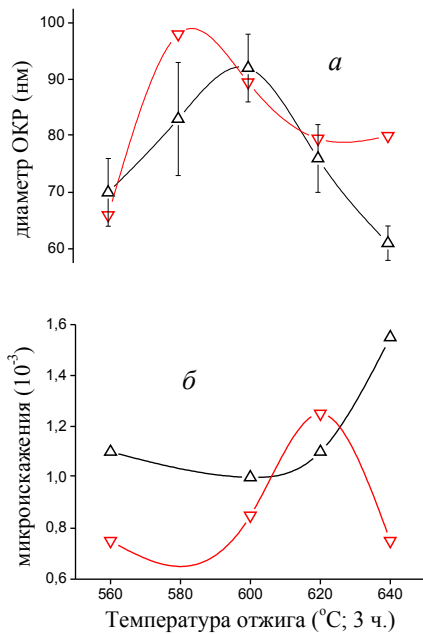 100
90
80
70
60
диаметр ОКР (нм)
а
1,6
1,4
1,2
1,0
0,8
0,6
микроискажения (10⁻³)
б
560 580 600 620 640
Температура отжига (°C; 3 ч.)